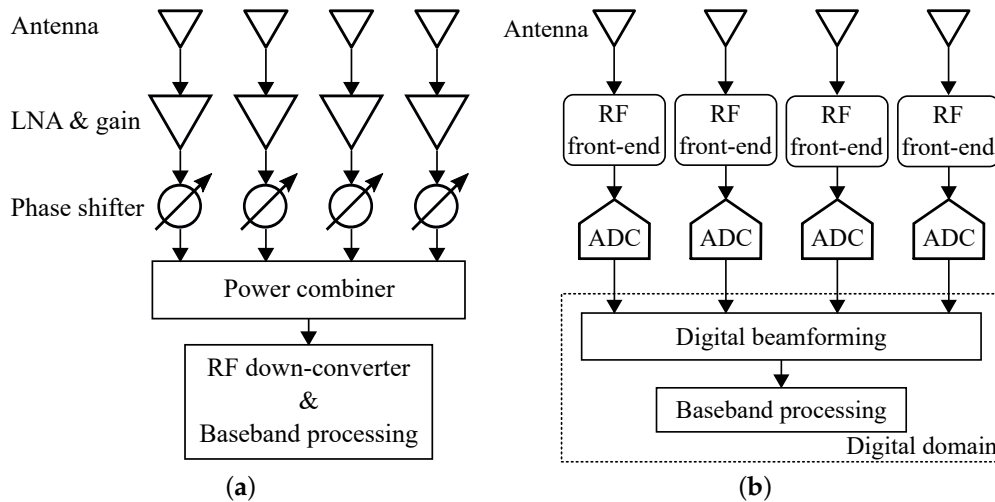 Antenna
LNA & gain
Phase shifter
Power combiner
RF down-converter
&
Baseband processing
(a)
Antenna
RF
front-end
RF
front-end
RF
front-end
RF
front-end
ADC
ADC
ADC
ADC
Digital beamforming
Baseband processing
Digital domain
(b)